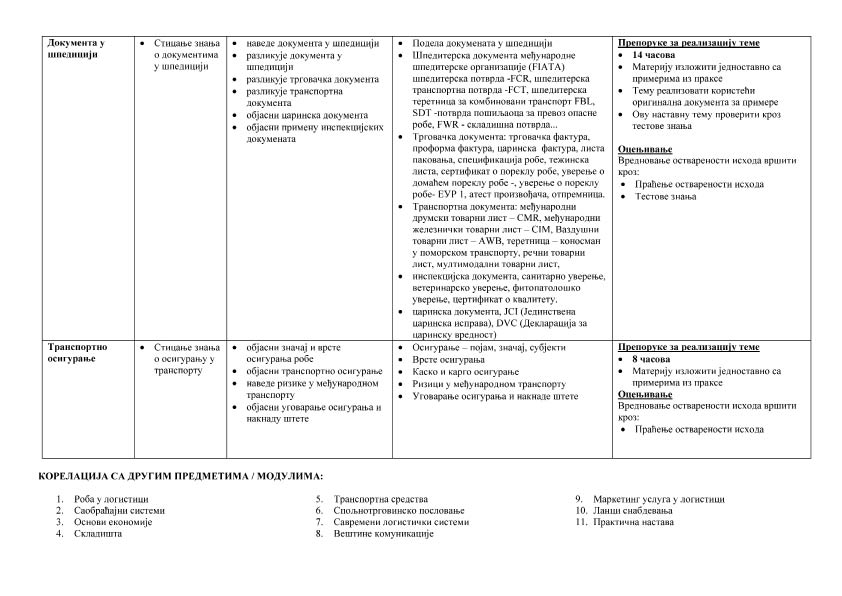 Документа у
шпедицији
Стицање знања
о документима
у шпедицији
наведе документа у шпедицији
разликује документа у
шпедицији
разликује трговачка документа
разликује транспортна
документа
објасни царинска документа
објасни примену инспекцијских
докумената
Подела докумената у шпедицији
Шпедитерска документа међународне
шпедитерске организације (FIATA)
шпедитерска потврда -FCR, шпедитерска
транспортна потврда -FCT, шпедитерска
теретница за комбиновани транспорт FBL,
SDT -потврда пошиљаоца за превоз опасне
робе, FWR - складишна потврда...
Трговачка документа: трговачка фактура,
проформа фактура, царинска фактура, листа
паковања, спецификација робе, тежинска
листа, сертификат о пореклу робе, уверење о
домаћем пореклу робе -, уверење о пореклу
робе- ЕУР 1, атест произвођача, отпремница.
Транспортна документа: међународни
друмски товарни лист – CMR, међународни
железнички товарни лист – CIM, Ваздушни
товарни лист – AWB, теретница – коносман
у поморском транспорту, речни товарни
лист, мултимодални товарни лист,
инспекцијска документа, санитарно уверење,
ветеринарско уверење, фитопатолошко
уверење, цертификат о квалитету.
царинска документа, JCI (Јединствена
царинска исправа), DVC (Декларација за
царинску вредност)
Препоруке за реализацију теме
14 часова
Материју изложити једноставно са
примерима из праксе
Тему реализовати користећи
оригинална документа за примере
Ову наставну тему проверити кроз
тестове знања
Оцењивање
Вредновање остварености исхода вршити
кроз:
Праћење остварености исхода
Тестове знања
Транспортно
осигурање
Стицање знања
о осигурању у
транспорту
објасни значај и врсте
осигурања робе
објасни транспортно осигурање
наведе ризике у међународном
транспорту
објасни уговарање осигурања и
накнаду штете
Осигурање – појам, значај, субјекти
Врсте осигурања
Каско и карго осигурање
Ризици у међународном транспорту
Уговарање осигурања и накнаде штете
Препоруке за реализацију теме
8 часова
Материју изложити једноставно са
примерима из праксе
Оцењивање
Вредновање остварености исхода вршити
кроз:
Праћење остварености исхода
КОРЕЛАЦИЈА СА ДРУГИМ ПРЕДМЕТИМА / МОДУЛИМА:
1. Роба у логистици
2. Саобраћајни системи
3. Основи економије
4. Складишта
5. Транспортна средства
6. Спољнотрговинско пословање
7. Савремени логистички системи
8. Вештине комуникације
9. Маркетинг услуга у логистици
10. Ланци снабдевања
11. Практична настава